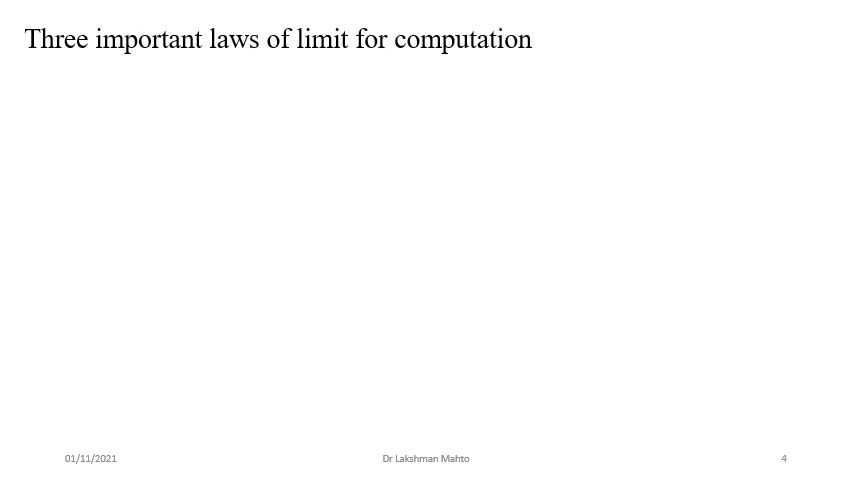 Three important laws of limit for computation
01/11/2021
Dr Lakshman Mahto
4